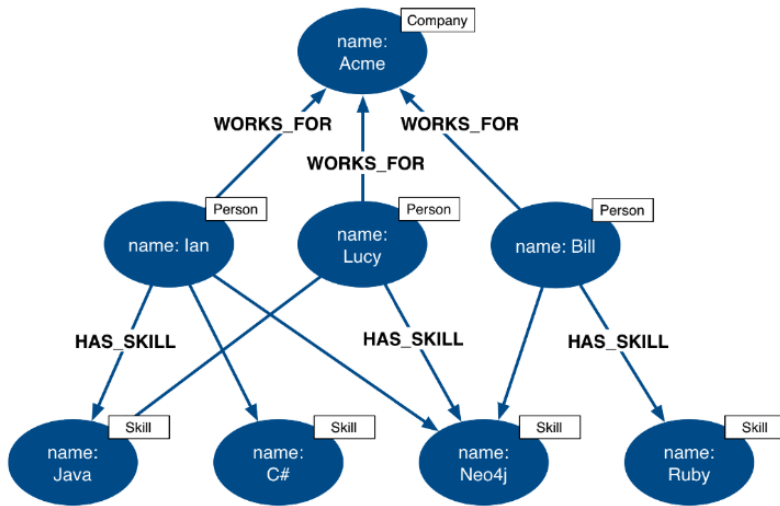 Company
name:
Acme
WORKS_FOR
WORKS_FOR
WORKS_FOR
Person
Person
Person
name: Ian
name:
Lucy
name: Bill
HAS_SKILL
HAS_SKILL
HAS_SKILL
Skill
Skill
Skill
Skill
name:
Java
name:
C#
name:
Neo4j
name:
Ruby